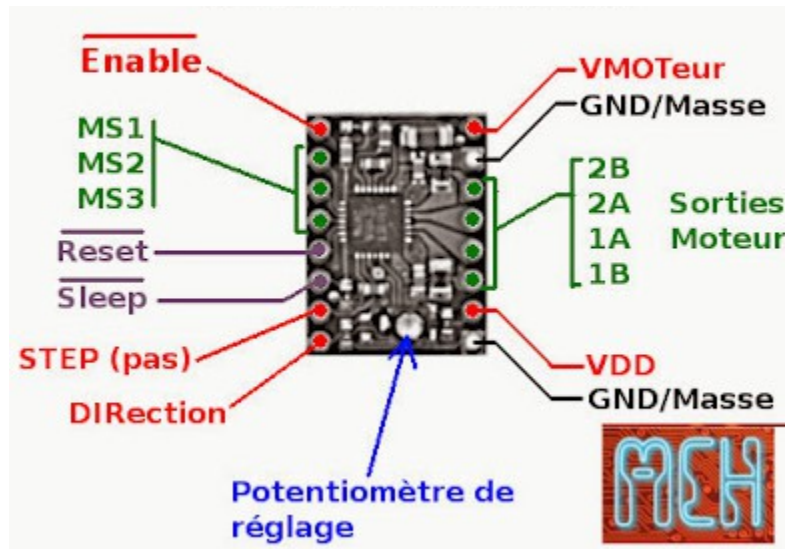 Enable
MS1
MS2
MS3
Reset
Sleep
STEP (pas)
DIRection
VMOTeur
GND/Masse
2B
2A Sorties
1A Moteur
1B
VDD
GND/Masse
Potentiomètre de
réglage
MCH